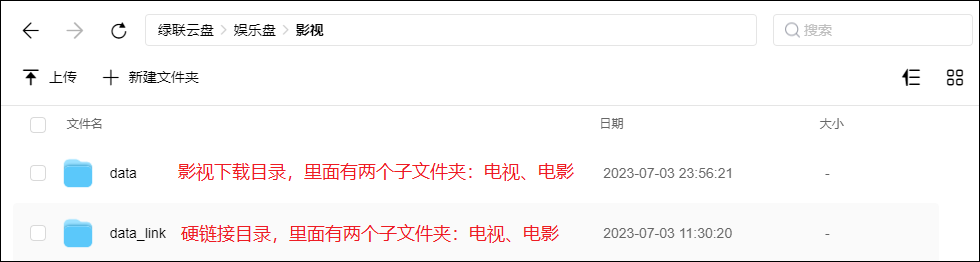 绿联云盘 > 娱乐盘 > 影视
搜索
上传 新建文件夹
文件名 日期 大小
data 影视下载目录，里面有两个子文件夹：电视、电影 2023-07-03 23:56:21 -
data_link 硬链接目录，里面有两个子文件夹：电视、电影 2023-07-03 11:30:20 -